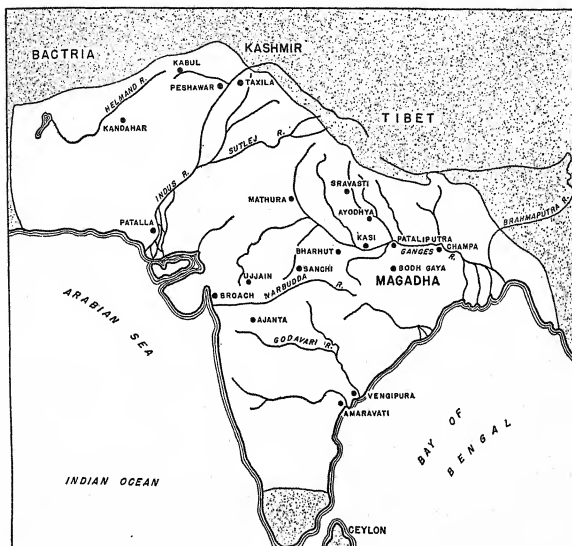 BACTRIA
KASHMIR
KABUL
PESHAWAR
TAXILA
HELMAND R.
KANDAHAR
TIBET
SUTLEJ R.
INDUS R.
SRAVASTI
MATHURA
AYODHYA
BRAHMAPUTRA R.
PATALLA
KASI
PATALIPUTRA
BHARHUT
GANGES R.
CHAMPA
SANCHI
BODH GAYA
UJJAIN
MAGADHA
NARBUDDA R.
BROACH
ARABIAN SEA
AJANTA
GODAVARI R.
VENGIPURA
AMARAVATI
BAY OF
BENGAL
INDIAN OCEAN
CEYLON